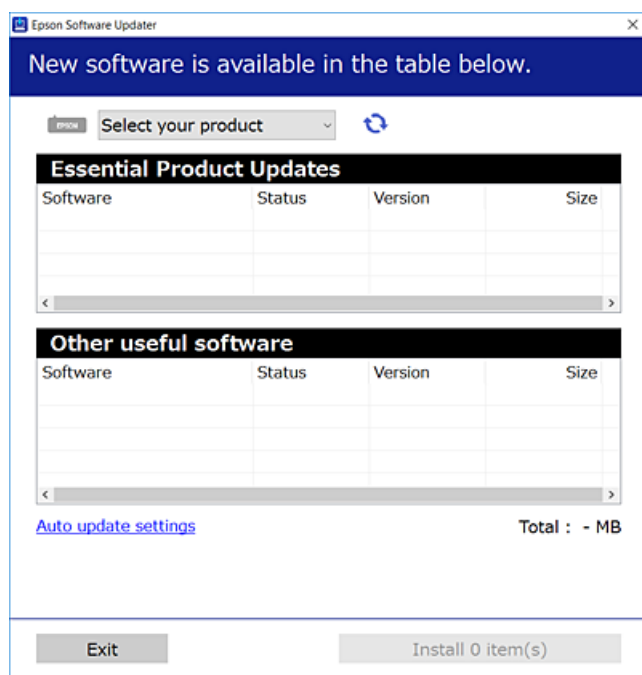 Epson Software Updater
New software is available in the table below.
EPSON Select your product
Essential Product Updates
Software Status Version Size
Other useful software
Software Status Version Size
Auto update settings Total : - MB
Exit Install 0 item(s)